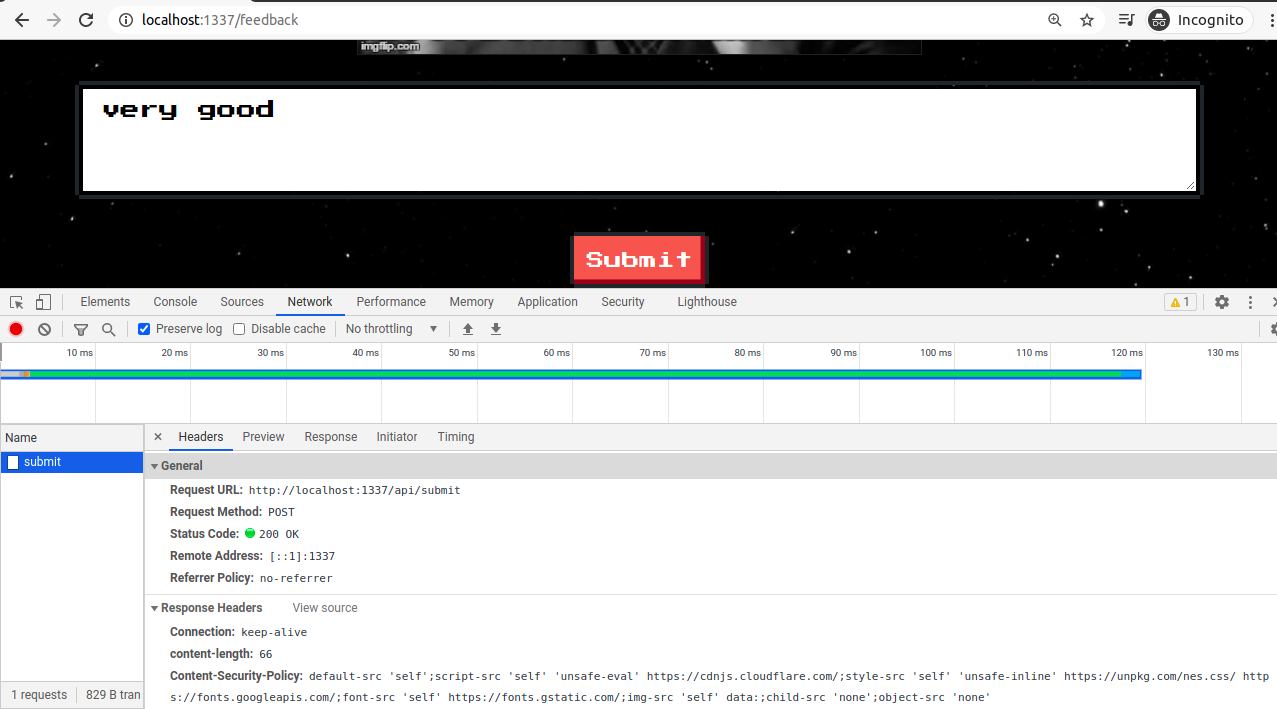 localhost:1337/feedback
Incognito
imgflip.com
very good
Submit
Elements Console Sources Network Performance Memory Application Security Lighthouse 1
Preserve log Disable cache No throttling
10 ms 20 ms 30 ms 40 ms 50 ms 60 ms 70 ms 80 ms 90 ms 100 ms 110 ms 120 ms 130 ms
Name
Headers Preview Response Initiator Timing
submit
General
Request URL: http://localhost:1337/api/submit
Request Method: POST
Status Code: 200 OK
Remote Address: [::1]:1337
Referrer Policy: no-referrer
Response Headers View source
Connection: keep-alive
content-length: 66
Content-Security-Policy: default-src 'self';script-src 'self' 'unsafe-eval' https://cdnjs.cloudflare.com/;style-src 'self' 'unsafe-inline' https://unpkg.com/nes.css/ http
s://fonts.googleapis.com/;font-src 'self' https://fonts.gstatic.com/;img-src 'self' data:;child-src 'none';object-src 'none'
1 requests 829 B tran